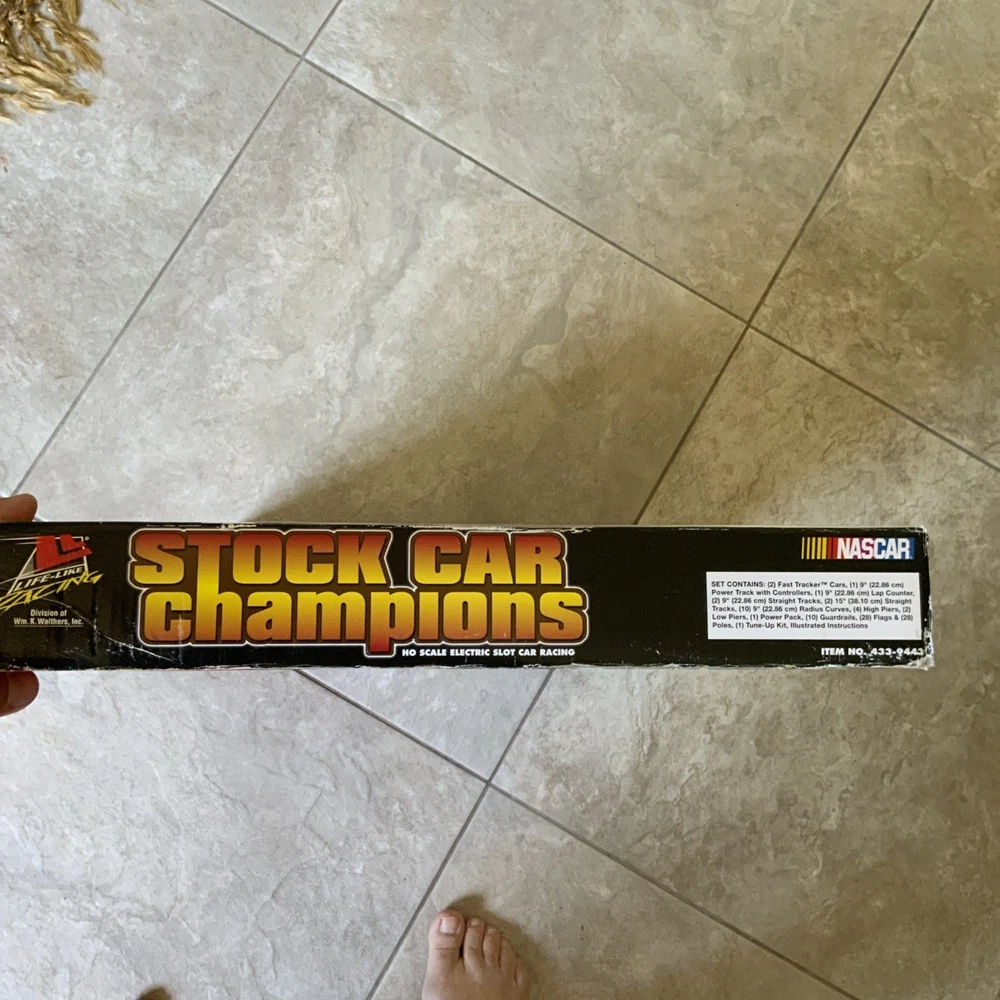 LIFE-LIKE
RACING
Division of
Wm. K. Walthers, Inc.
STOCK CAR
champions
HO SCALE ELECTRIC SLOT CAR RACING
NASCAR
SET CONTAINS: (2) Fast Tracker™ Cars, (1) 9" (22.86 cm)
Power Track with Controllers, (1) 9" (22.86 cm) Lap Counter,
(2) 9" (22.86 cm) Straight Tracks, (2) 15" (38.10 cm) Straight
Tracks, (10) 9" (22.86 cm) Radius Curves, (4) High Piers, (2)
Low Piers, (1) Power Pack, (10) Guardrails, (28) Flags & (28)
Poles, (1) Tune-Up Kit, Illustrated Instructions
ITEM NO. 433-9443